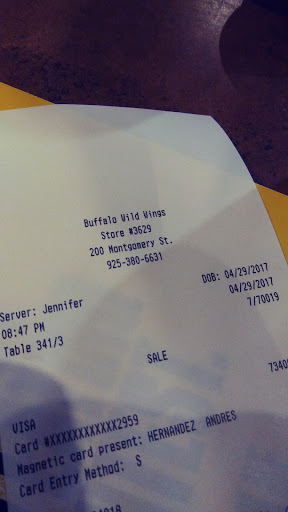 Buffalo Wild Wings
Store #3629
200 Montgomery St.
925-380-6631
DOB: 04/29/2017
Server: Jennifer 04/29/2017
08:47 PM 7/70019
Table 341/3
SALE
VISA
Card #XXXXXXXXXXXX2959
Magnetic card present: HERNANDEZ ANDRES
Card Entry Method: S